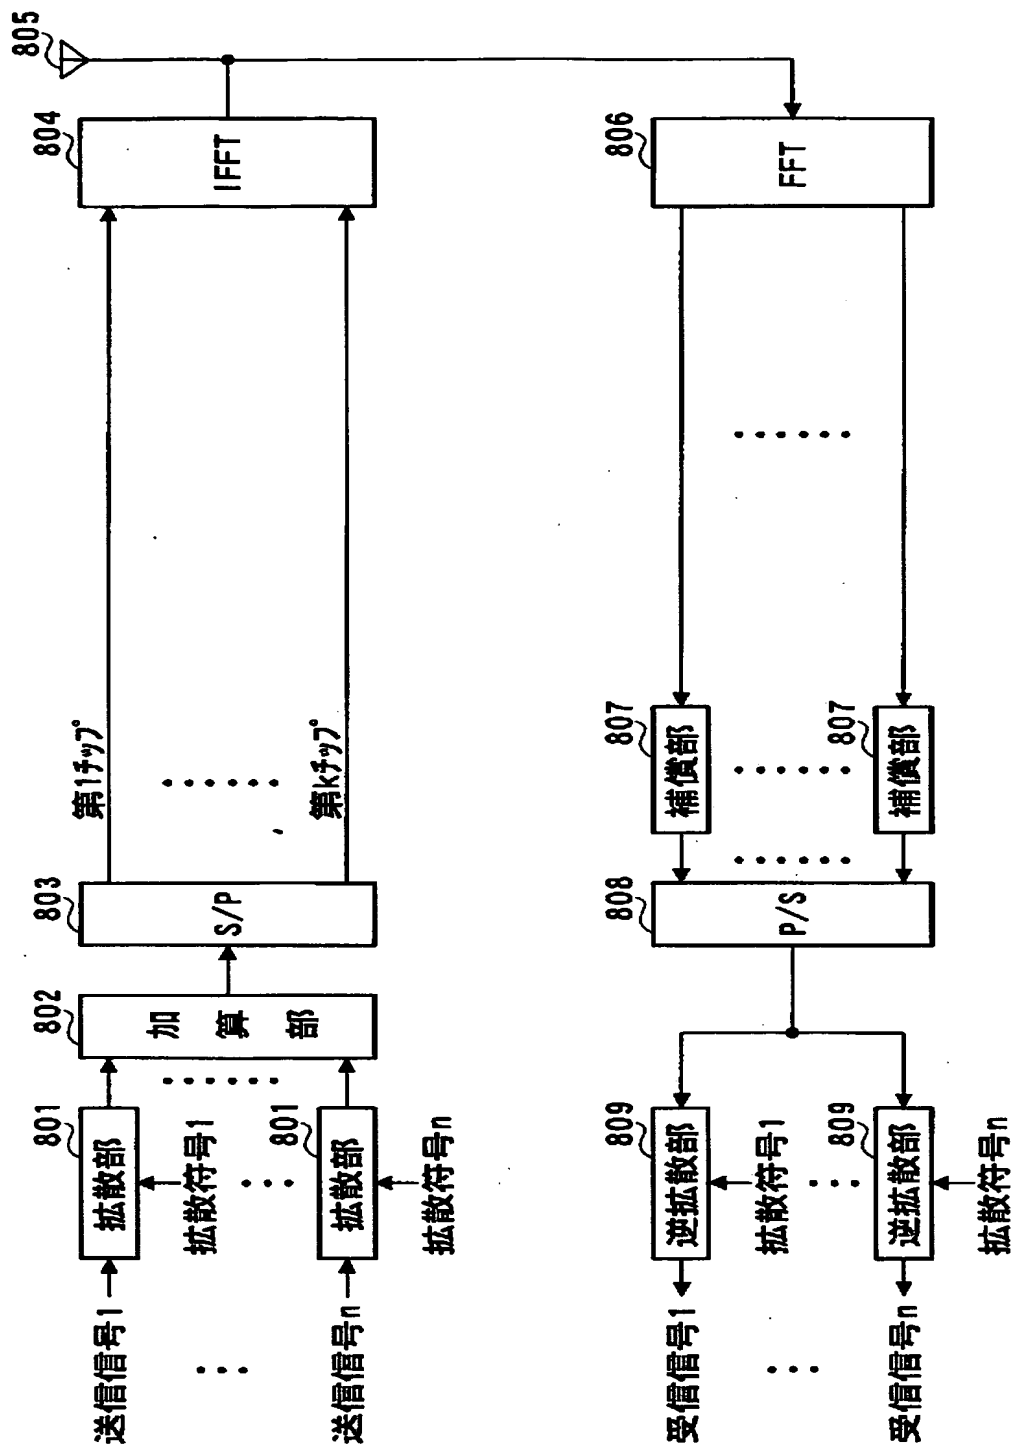 送信信号1
801
拡散部
拡散符号1
送信信号n
801
拡散部
拡散符号n
802
加算部
803
S/P
第1チップ
第kチップ
804
IFFT
805
806
FFT
807
補償部
807
補償部
808
P/S
809
逆拡散部
拡散符号1
受信信号1
809
逆拡散部
拡散符号n
受信信号n